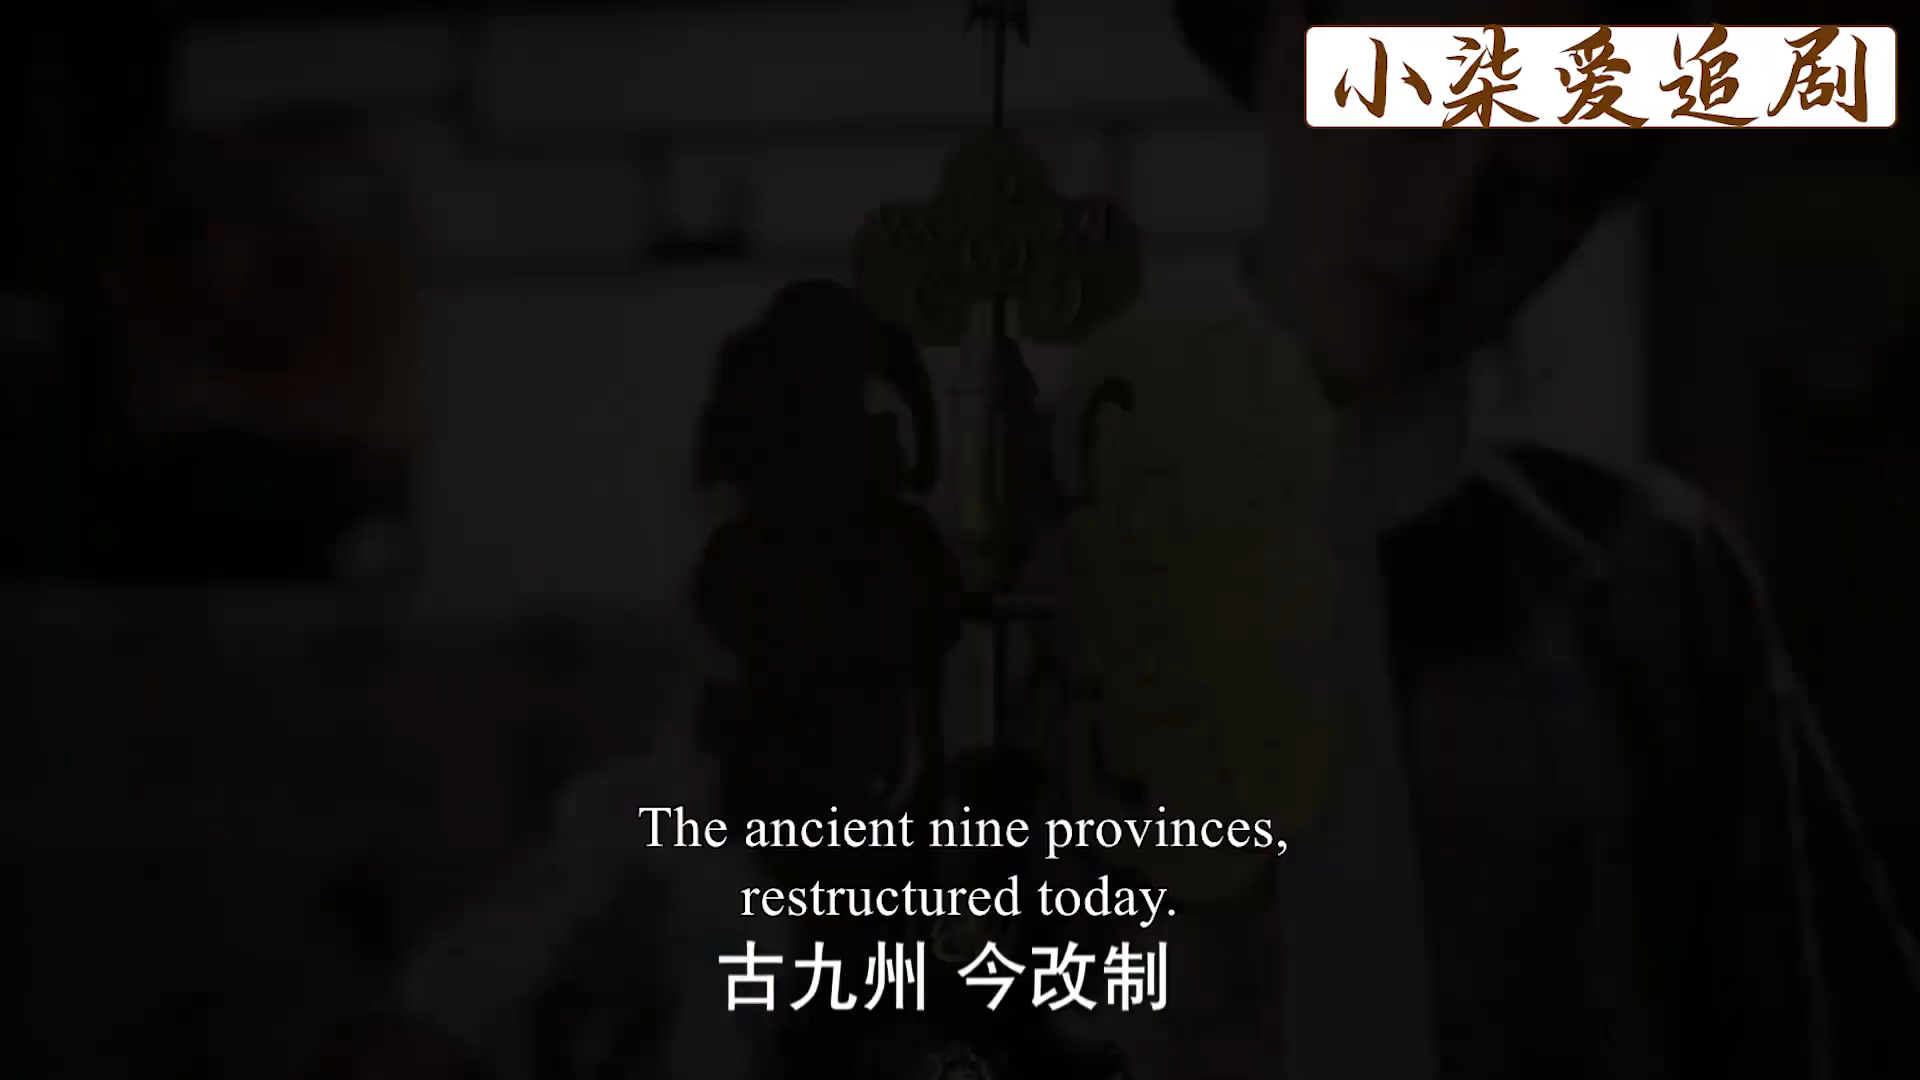 小柒爱追剧
The ancient nine provinces,
restructured today.
古九州 今改制